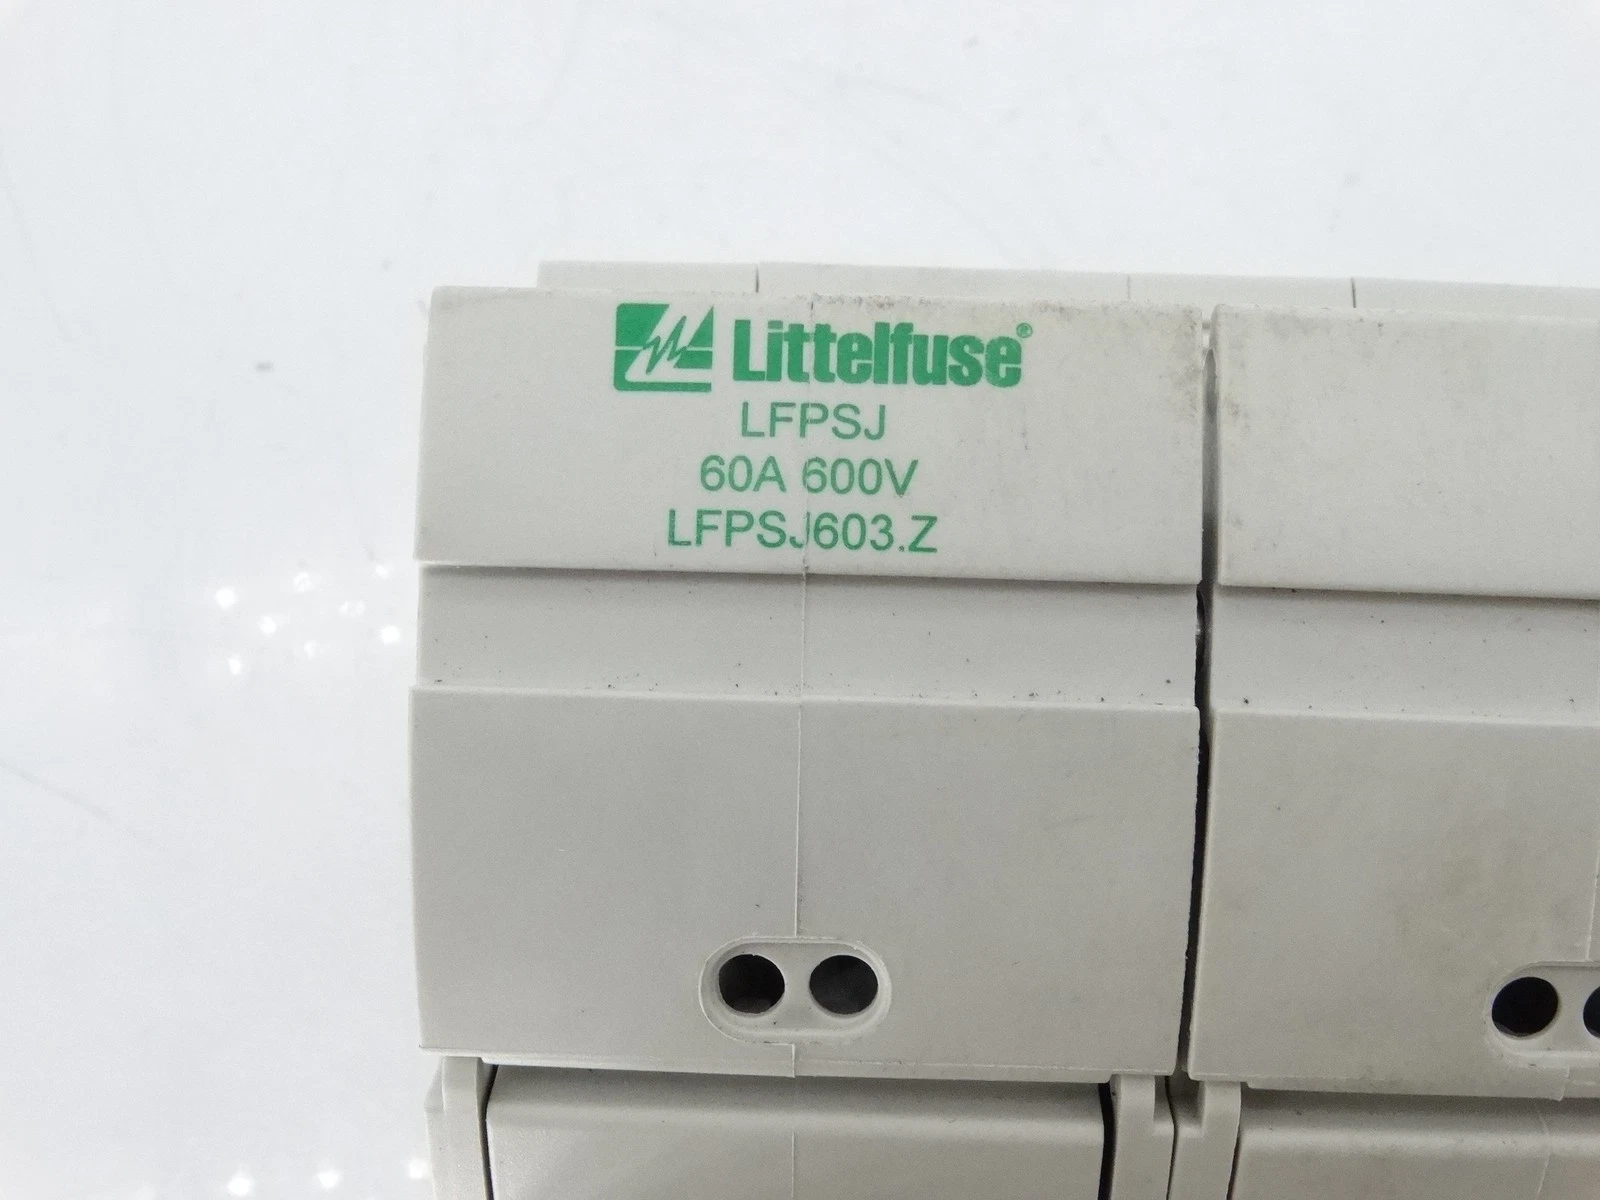 Littelfuse®
LFPSJ
60A 600V
LFPSJ603.Z